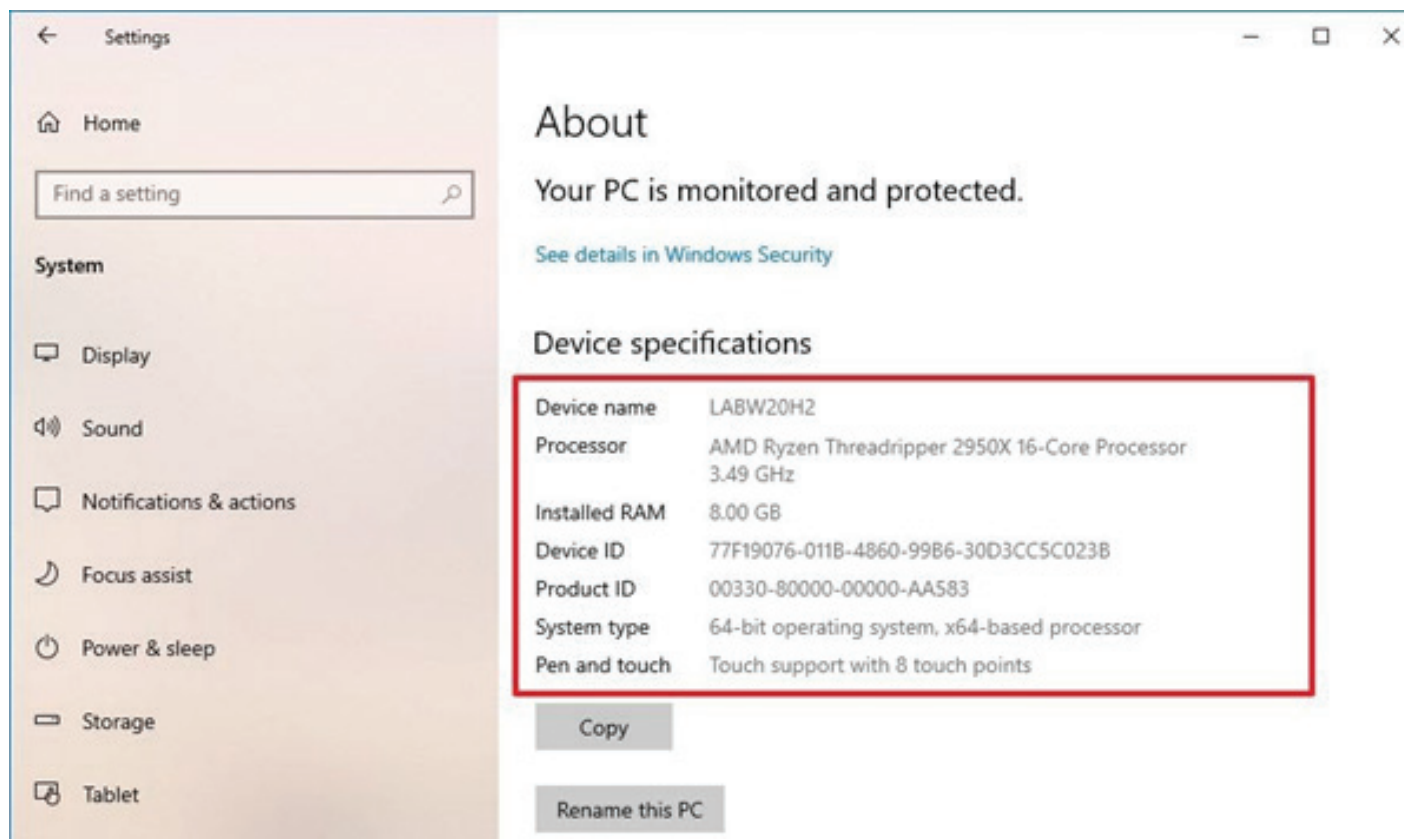 Settings
Home
Find a setting
System
Display
Sound
Notifications & actions
Focus assist
Power & sleep
Storage
Tablet
About
Your PC is monitored and protected.
See details in Windows Security
Device specifications
Device name LABW20H2
Processor AMD Ryzen Threadripper 2950X 16-Core Processor
3.49 GHz
Installed RAM 8.00 GB
Device ID 77F19076-011B-4860-99B6-30D3CC5C023B
Product ID 00330-80000-00000-AA583
System type 64-bit operating system, x64-based processor
Pen and touch Touch support with 8 touch points
Copy
Rename this PC